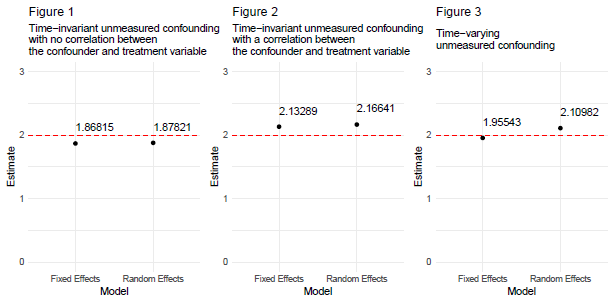 Figure 1
Time−invariant unmeasured confounding
with no correlation between
the confounder and treatment variable
3
2
1
0
Estimate
1.86815
1.87821
Fixed Effects
Random Effects
Model
Figure 2
Time−invariant unmeasured confounding
with a correlation between
the confounder and treatment variable
3
2
1
0
Estimate
2.13289
2.16641
Fixed Effects
Random Effects
Model
Figure 3
Time−varying
unmeasured confounding
3
2
1
0
Estimate
1.95543
2.10982
Fixed Effects
Random Effects
Model